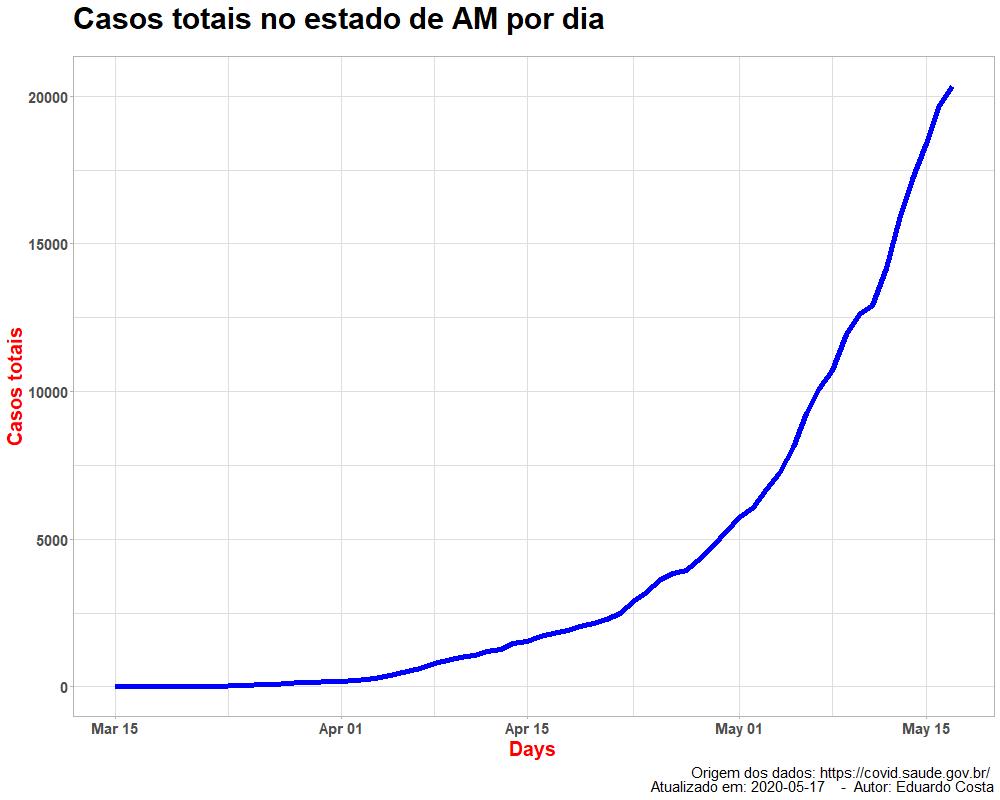 Casos totais no estado de AM por dia
20000
15000
10000
5000
0
Casos totais
Mar 15 Apr 01 Apr 15 May 01 May 15
Days
Origem dos dados: https://covid.saude.gov.br/
Atualizado em: 2020-05-17 - Autor: Eduardo Costa